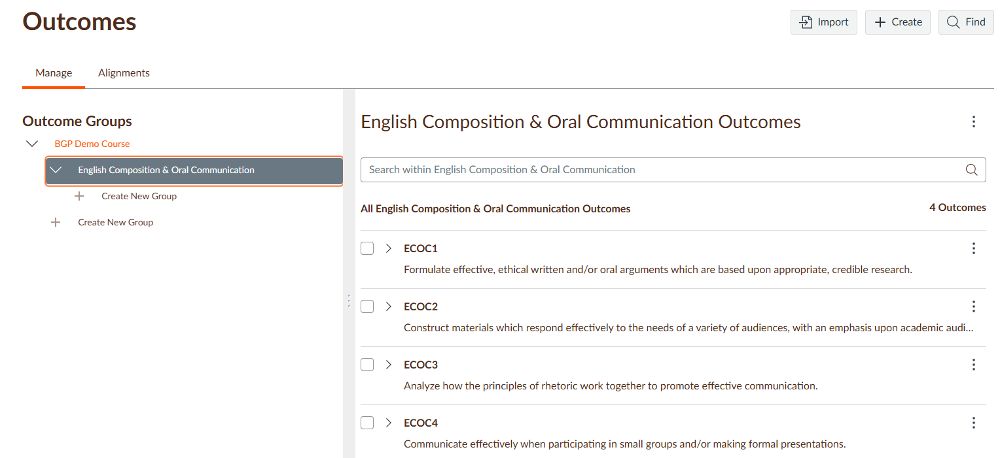 Outcomes
Import
Create
Find
Manage
Alignments
Outcome Groups
BGP Demo Course
English Composition & Oral Communication
Create New Group
Create New Group
English Composition & Oral Communication Outcomes
Search within English Composition & Oral Communication
All English Composition & Oral Communication Outcomes
4 Outcomes
ECOC1
Formulate effective, ethical written and/or oral arguments which are based upon appropriate, credible research.
ECOC2
Construct materials which respond effectively to the needs of a variety of audiences, with an emphasis upon academic audi...
ECOC3
Analyze how the principles of rhetoric work together to promote effective communication.
ECOC4
Communicate effectively when participating in small groups and/or making formal presentations.